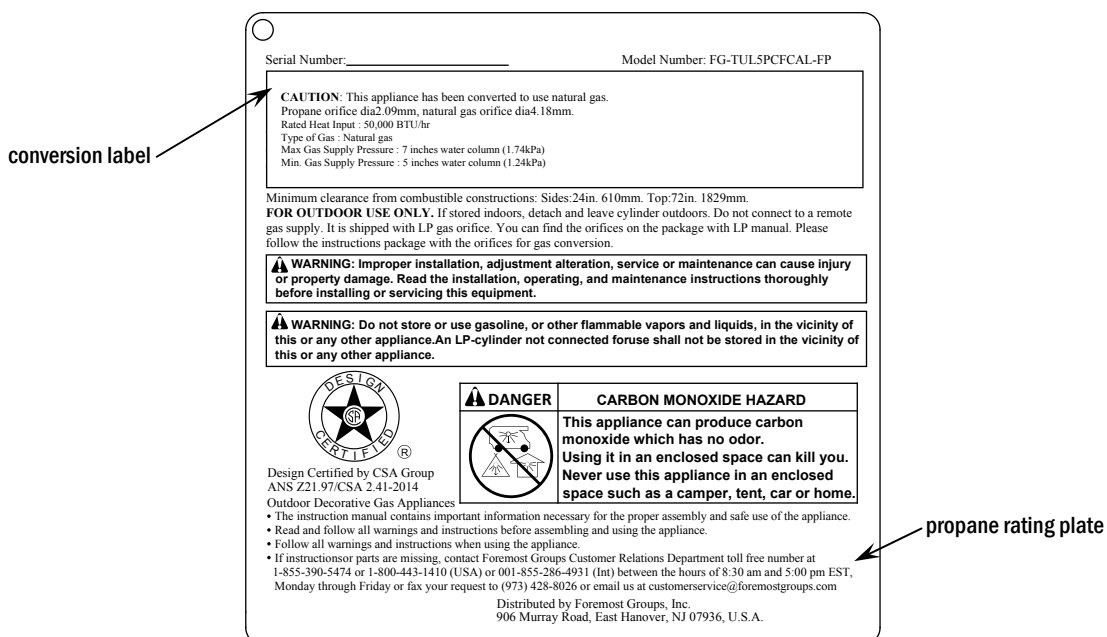 Serial Number:
Model Number: FG-TUL5PCFCAL-FP
CAUTION: This appliance has been converted to use natural gas.
Propane orifice dia2.09mm, natural gas orifice dia4.18mm.
Rated Heat Input : 50,000 BTU/hr
Type of Gas : Natural gas
Max Gas Supply Pressure : 7 inches water column (1.74kPa)
Min. Gas Supply Pressure : 5 inches water column (1.24kPa)
conversion label
Minimum clearance from combustible constructions: Sides:24in. 610mm. Top:72in. 1829mm.
FOR OUTDOOR USE ONLY. If stored indoors, detach and leave cylinder outdoors. Do not connect to a remote
gas supply. It is shipped with LP gas orifice. You can find the orifices on the package with LP manual. Please
follow the instructions package with the orifices for gas conversion.
WARNING: Improper installation, adjustment alteration, service or maintenance can cause injury
or property damage. Read the installation, operating, and maintenance instructions thoroughly
before installing or servicing this equipment.
WARNING: Do not store or use gasoline, or other flammable vapors and liquids, in the vicinity of
this or any other appliance.An LP-cylinder not connected foruse shall not be stored in the vicinity of
this or any other appliance.
DESIGN
SA
CERTIFIED
®
Design Certified by CSA Group
ANS Z21.97/CSA 2.41-2014
Outdoor Decorative Gas Appliances
DANGER
CARBON MONOXIDE HAZARD
This appliance can produce carbon
monoxide which has no odor.
Using it in an enclosed space can kill you.
Never use this appliance in an enclosed
space such as a camper, tent, car or home.
• The instruction manual contains important information necessary for the proper assembly and safe use of the appliance.
• Read and follow all warnings and instructions before assembling and using the appliance.
• Follow all warnings and instructions when using the appliance.
• If instructionsor parts are missing, contact Foremost Groups Customer Relations Department toll free number at
1-855-390-5474 or 1-800-443-1410 (USA) or 001-855-286-4931 (Int) between the hours of 8:30 am and 5:00 pm EST,
Monday through Friday or fax your request to (973) 428-8026 or email us at customerservice@foremostgroups.com
propane rating plate
Distributed by Foremost Groups, Inc.
906 Murray Road, East Hanover, NJ 07936, U.S.A.